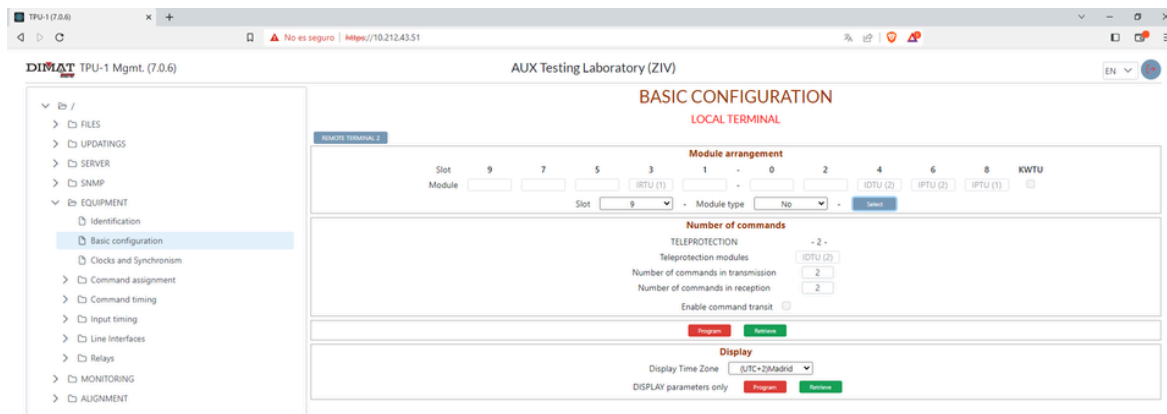 TPU-1 (7.0.6)
No es seguro https://10.212.43.51
DIMAT TPU-1 Mgmt. (7.0.6)
AUX Testing Laboratory (ZIV)
EN
/
FILES
UPDATINGS
SERVER
SNMP
EQUIPMENT
Identification
Basic configuration
Clocks and Synchronism
Command assignment
Command timing
Input timing
Line Interfaces
Relays
MONITORING
ALIGNMENT
BASIC CONFIGURATION
LOCAL TERMINAL
REMOTE TERMINAL 2
Module arrangement
Slot 9 7 5 3 1 - 0 2 4 6 8 KWTU
Module IRTU (1) - IDTU (2) IPTU (2) IPTU (1)
Slot 9 - Module type No - Select
Number of commands
TELEPROTECTION - 2 -
Teleprotection modules IDTU (2)
Number of commands in transmission 2
Number of commands in reception 2
Enable command transit
Program Retrieve
Display
Display Time Zone (UTC+2)Madrid
DISPLAY parameters only Program Retrieve